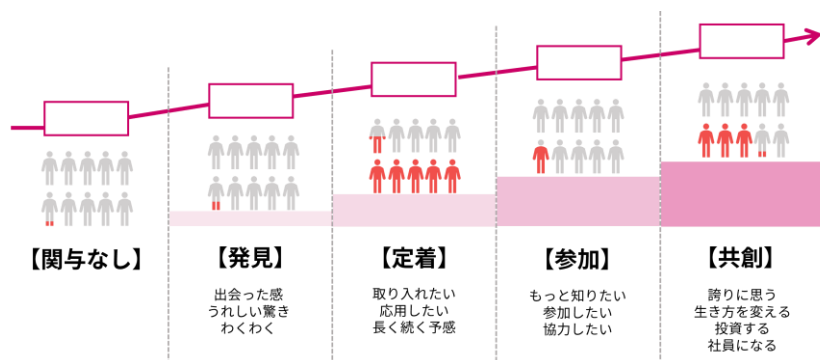 【関与なし】
【発見】
出会った感
うれしい驚き
わくわく
【定着】
取り入れたい
応用したい
長く続く予感
【参加】
もっと知りたい
参加したい
協力したい
【共創】
誇りに思う
生き方を変える
投資する
社員になる